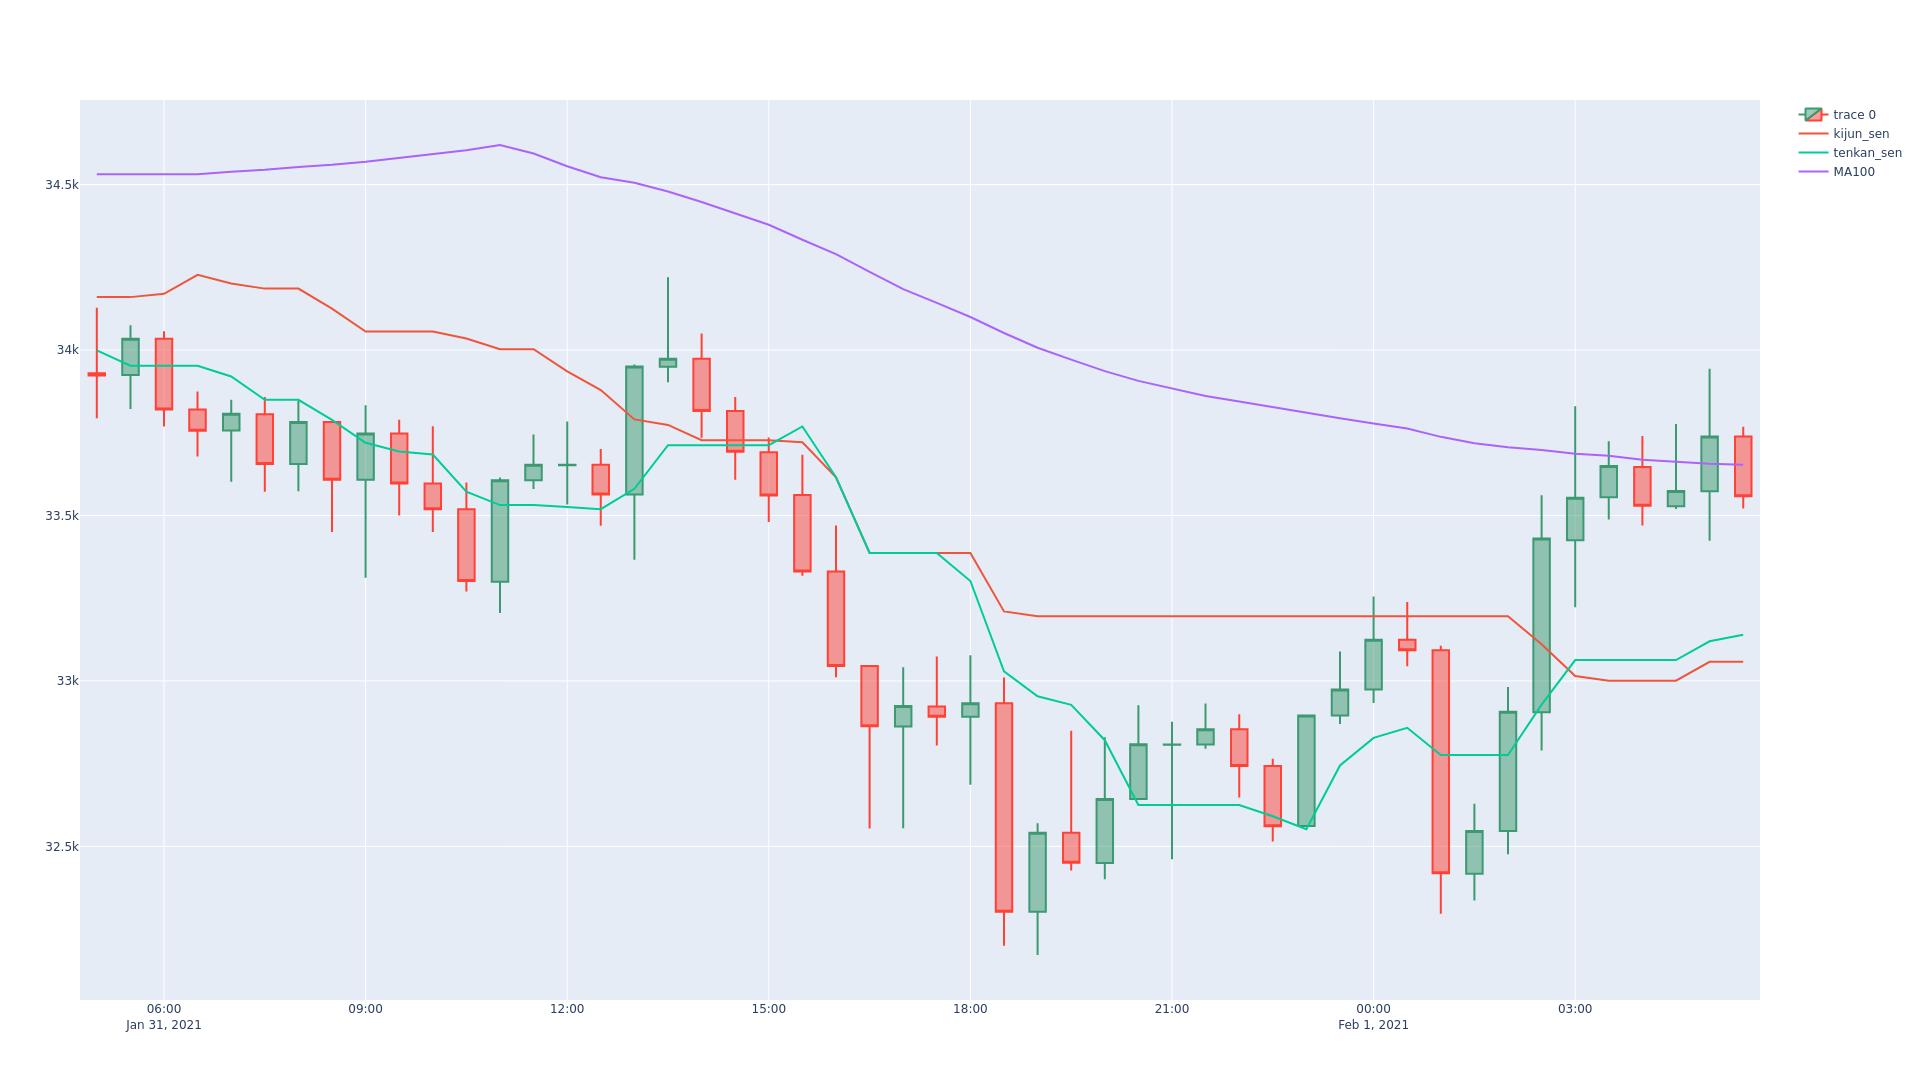 34.5k
34k
33.5k
33k
32.5k
06:00
Jan 31, 2021
09:00
12:00
15:00
18:00
21:00
00:00
Feb 1, 2021
03:00
trace 0
kijun_sen
tenkan_sen
MA100